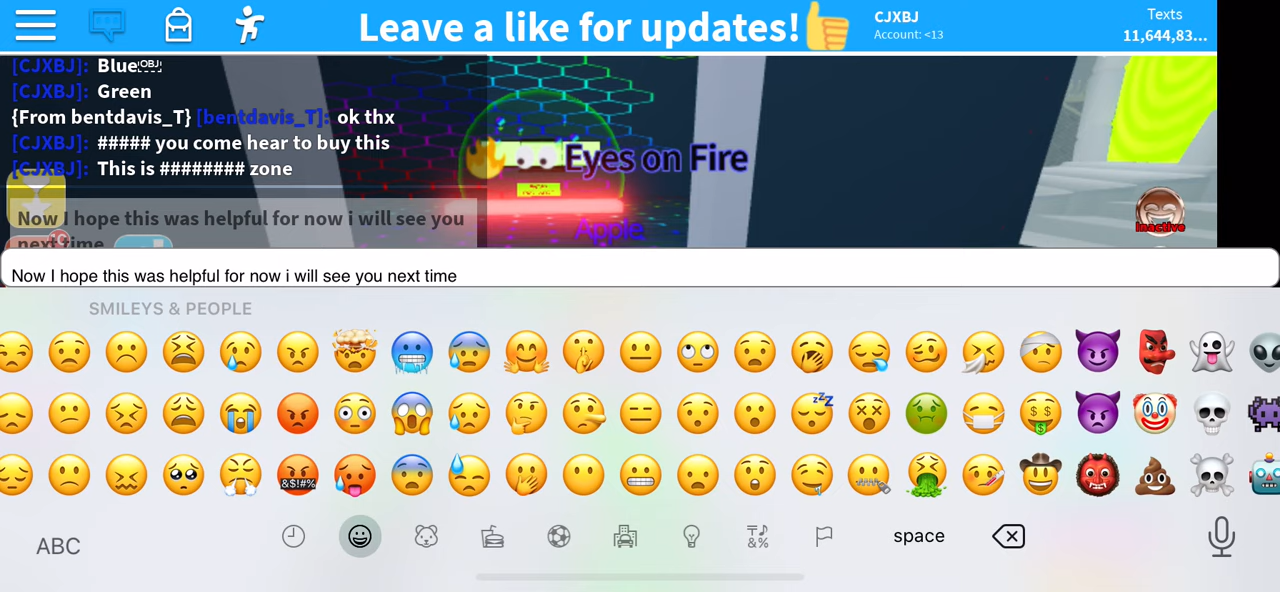 Leave a like for updates!
CJXBJ
Account: <13
Texts
11,644,83...
[CJXBJ]: Blue OBJ
[CJXBJ]: Green
{From bentdavis_T} [bentdavis_T]: ok thx
[CJXBJ]: ##### you come hear to buy this
[CJXBJ]: This is ######## zone
Now I hope this was helpful for now i will see you
next time
Eyes on Fire
Apple
Inactive
Now I hope this was helpful for now i will see you next time
SMILEYS & PEOPLE
ABC
space